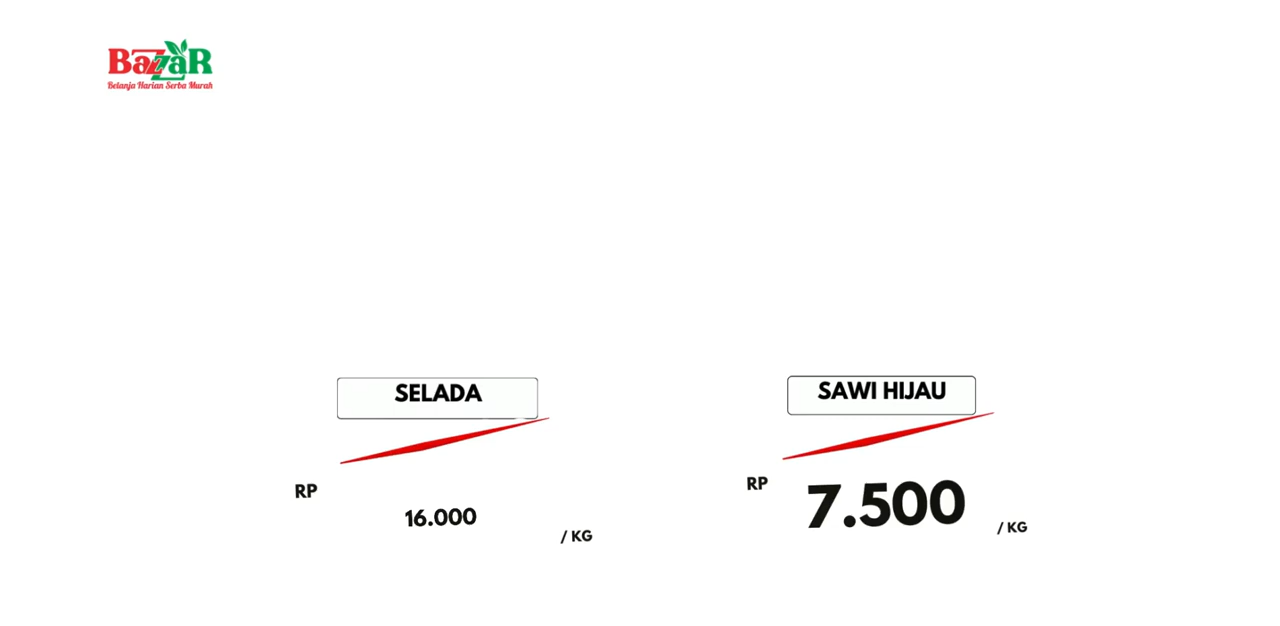 BazzaR
Belanja Harian Serba Murah
SELADA
RP
16.000
/ KG
SAWI HIJAU
RP
7.500
/ KG